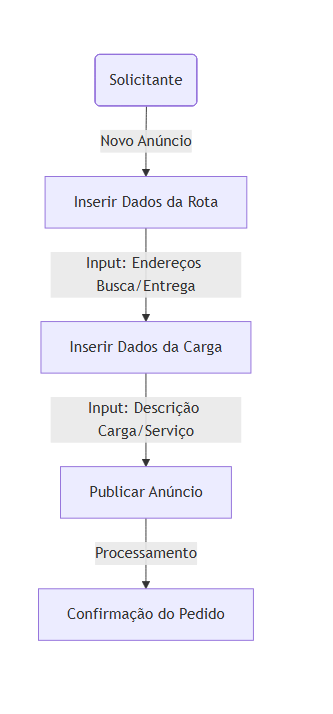 Solicitante
Novo Anúncio
Inserir Dados da Rota
Input: Endereços
Busca/Entrega
Inserir Dados da Carga
Input: Descrição
Carga/Serviço
Publicar Anúncio
Processamento
Confirmação do Pedido